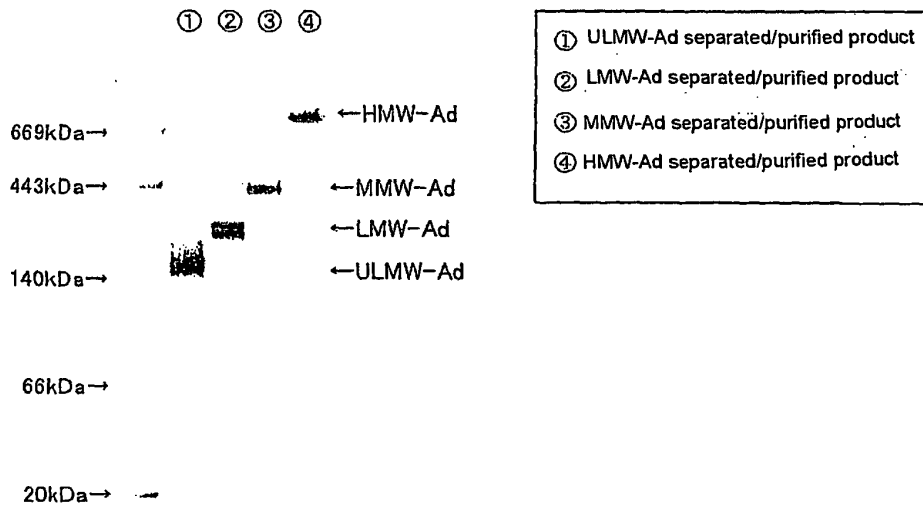 ① ② ③ ④
① ULMW-Ad separated/purified product
② LMW-Ad separated/purified product
③ MMW-Ad separated/purified product
④ HMW-Ad separated/purified product
669kDa→ ←HMW-Ad
443kDa→ ←MMW-Ad
←LMW-Ad
140kDa→ ←ULMW-Ad
66kDa→
20kDa→